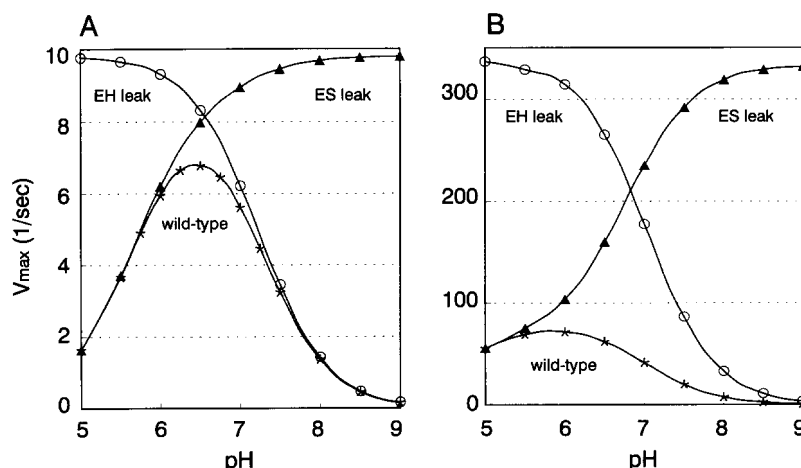 A
Vmax (1/sec)
10
8
6
4
2
0
EH leak
ES leak
wild-type
5 6 7 8 9
pH
B
300
200
100
0
EH leak
ES leak
wild-type
5 6 7 8 9
pH